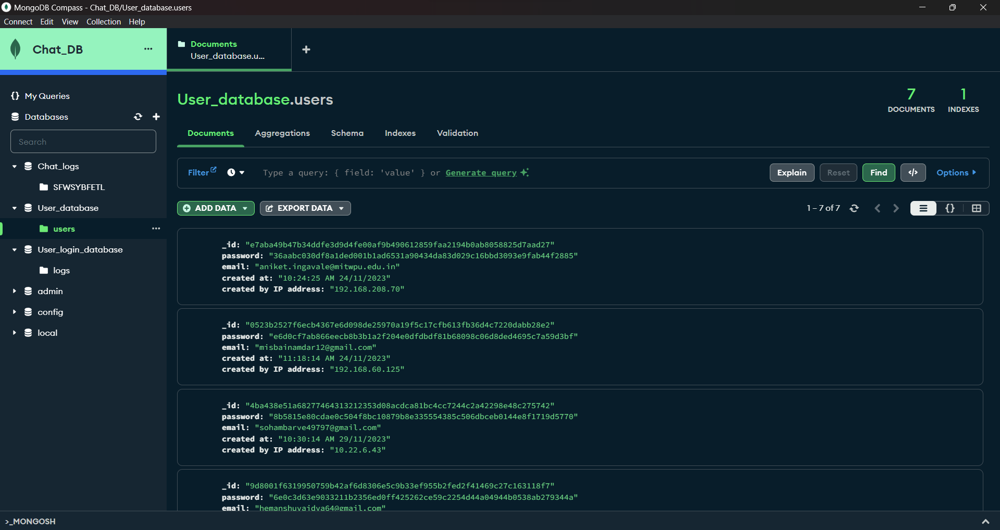 MongoDB Compass - Chat_DB/User_database.users
Connect Edit View Collection Help
Chat_DB
Documents
User_database.u...
My Queries
Databases
Search
Chat_logs
SFWSYBFETL
User_database
users
User_login_database
logs
admin
config
local
User_database.users
7
DOCUMENTS
1
INDEXES
Documents Aggregations Schema Indexes Validation
Filter Type a query: { field: 'value' } or Generate query Explain Reset Find </> Options
ADD DATA EXPORT DATA 1 – 7 of 7 {}
_id: "e7aba49b47b34ddfe3d9d4fe00af9b490612859faa2194b0ab8058825d7aad27"
password: "36aabc030df8a1ded001b1ad6531a90434da83d029c16bbd3093e9fab44f2885"
email: "aniket.ingavale@mitwpu.edu.in"
created at: "10:24:25 AM 24/11/2023"
created by IP address: "192.168.208.70"
_id: "0523b2527f6ecb4367e6d098de25970a19f5c17cfb613fb36d4c7220dabb28e2"
password: "e6d0cf7ab866eecb8b3b1a2f204e0dfdbdf81b68098c06d8ded4695c7a59d3bf"
email: "misbainamdar12@gmail.com"
created at: "11:18:14 AM 24/11/2023"
created by IP address: "192.168.60.125"
_id: "4ba438e51a68277464313212353d08acdca81bc4cc7244c2a42298e48c275742"
password: "8b5815e80cdae0c504f8bc10879b8e335554385c506dbceb0144e8f1719d5770"
email: "sohambarve49797@gmail.com"
created at: "10:30:14 AM 29/11/2023"
created by IP address: "10.22.6.43"
_id: "9d8001f6319950759b42af6d8306e5c9b33ef955b2fed2f41469c27c163118f7"
password: "6e0c3d63e9033211b2356ed0ff425262ce59c2254d44a04944b0538ab279344a"
email: "hemanshuvaidya64@gmail.com"
>_MONGOSH